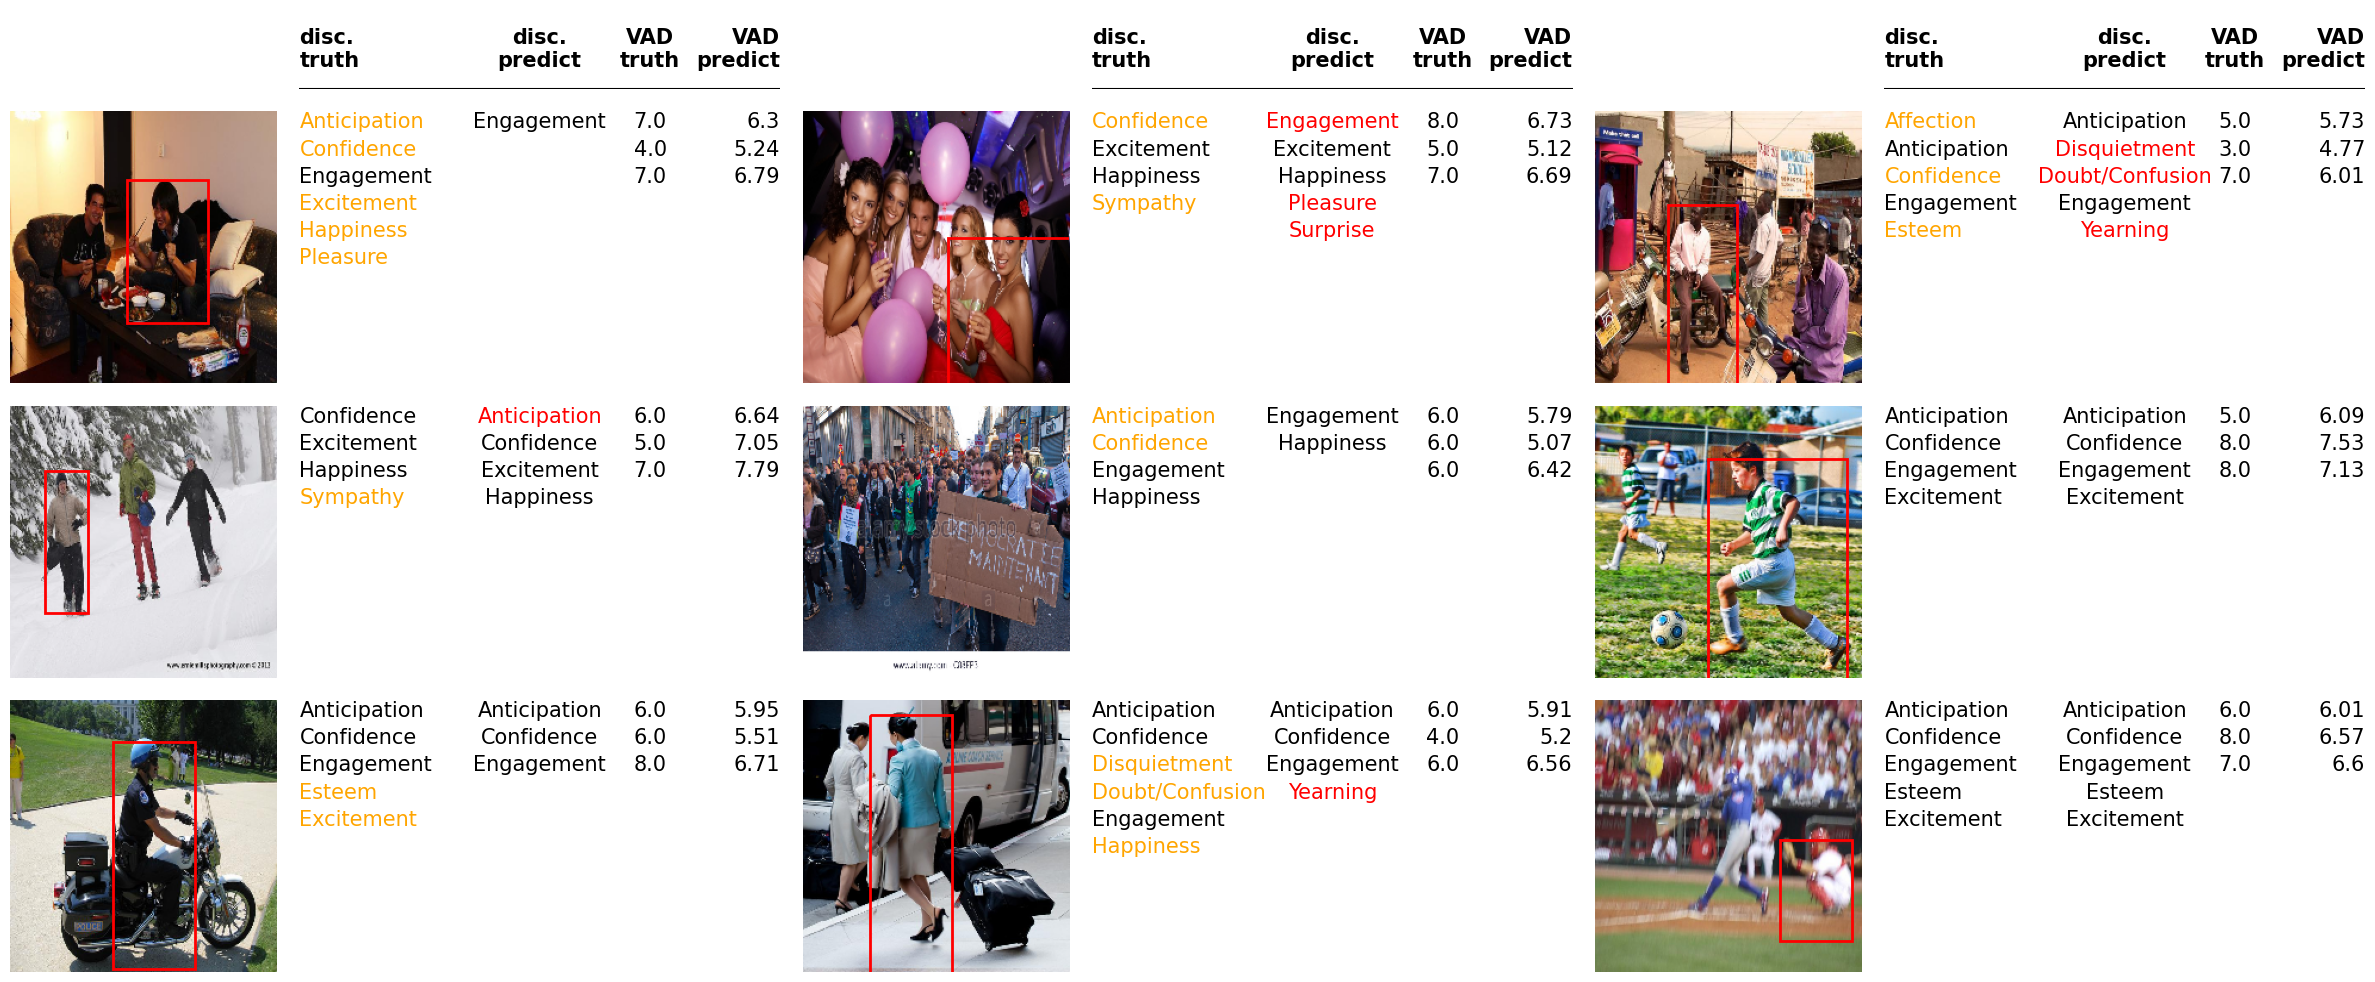 disc. truth disc. predict VAD truth VAD predict disc. truth disc. predict VAD truth VAD predict disc. truth disc. predict VAD truth VAD predict
Anticipation Engagement 7.0 6.3
Confidence 4.0 5.24
Engagement 7.0 6.79
Excitement
Happiness
Pleasure
Confidence Engagement 8.0 6.73
Excitement Excitement 5.0 5.12
Happiness Happiness 7.0 6.69
Sympathy Pleasure
Surprise
Affection Anticipation 5.0 5.73
Anticipation Disquietment 3.0 4.77
Confidence Doubt/Confusion 7.0 6.01
Engagement Engagement
Esteem Yearning
Confidence Anticipation 6.0 6.64
Excitement Confidence 5.0 7.05
Happiness Excitement 7.0 7.79
Sympathy Happiness
www.erniemillsphotography.com © 2013
Anticipation Engagement 6.0 5.79
Confidence Happiness 6.0 5.07
Engagement 6.0 6.42
Happiness
MAINTENANT
Anticipation Anticipation 5.0 6.09
Confidence Confidence 8.0 7.53
Engagement Engagement 8.0 7.13
Excitement Excitement
Anticipation Anticipation 6.0 5.95
Confidence Confidence 6.0 5.51
Engagement Engagement 8.0 6.71
Esteem
Excitement
POLICE
Anticipation Anticipation 6.0 5.91
Confidence Confidence 4.0 5.2
Disquietment Engagement 6.0 6.56
Doubt/Confusion Yearning
Engagement
Happiness
Anticipation Anticipation 6.0 6.01
Confidence Confidence 8.0 6.57
Engagement Engagement 7.0 6.6
Esteem Esteem
Excitement Excitement